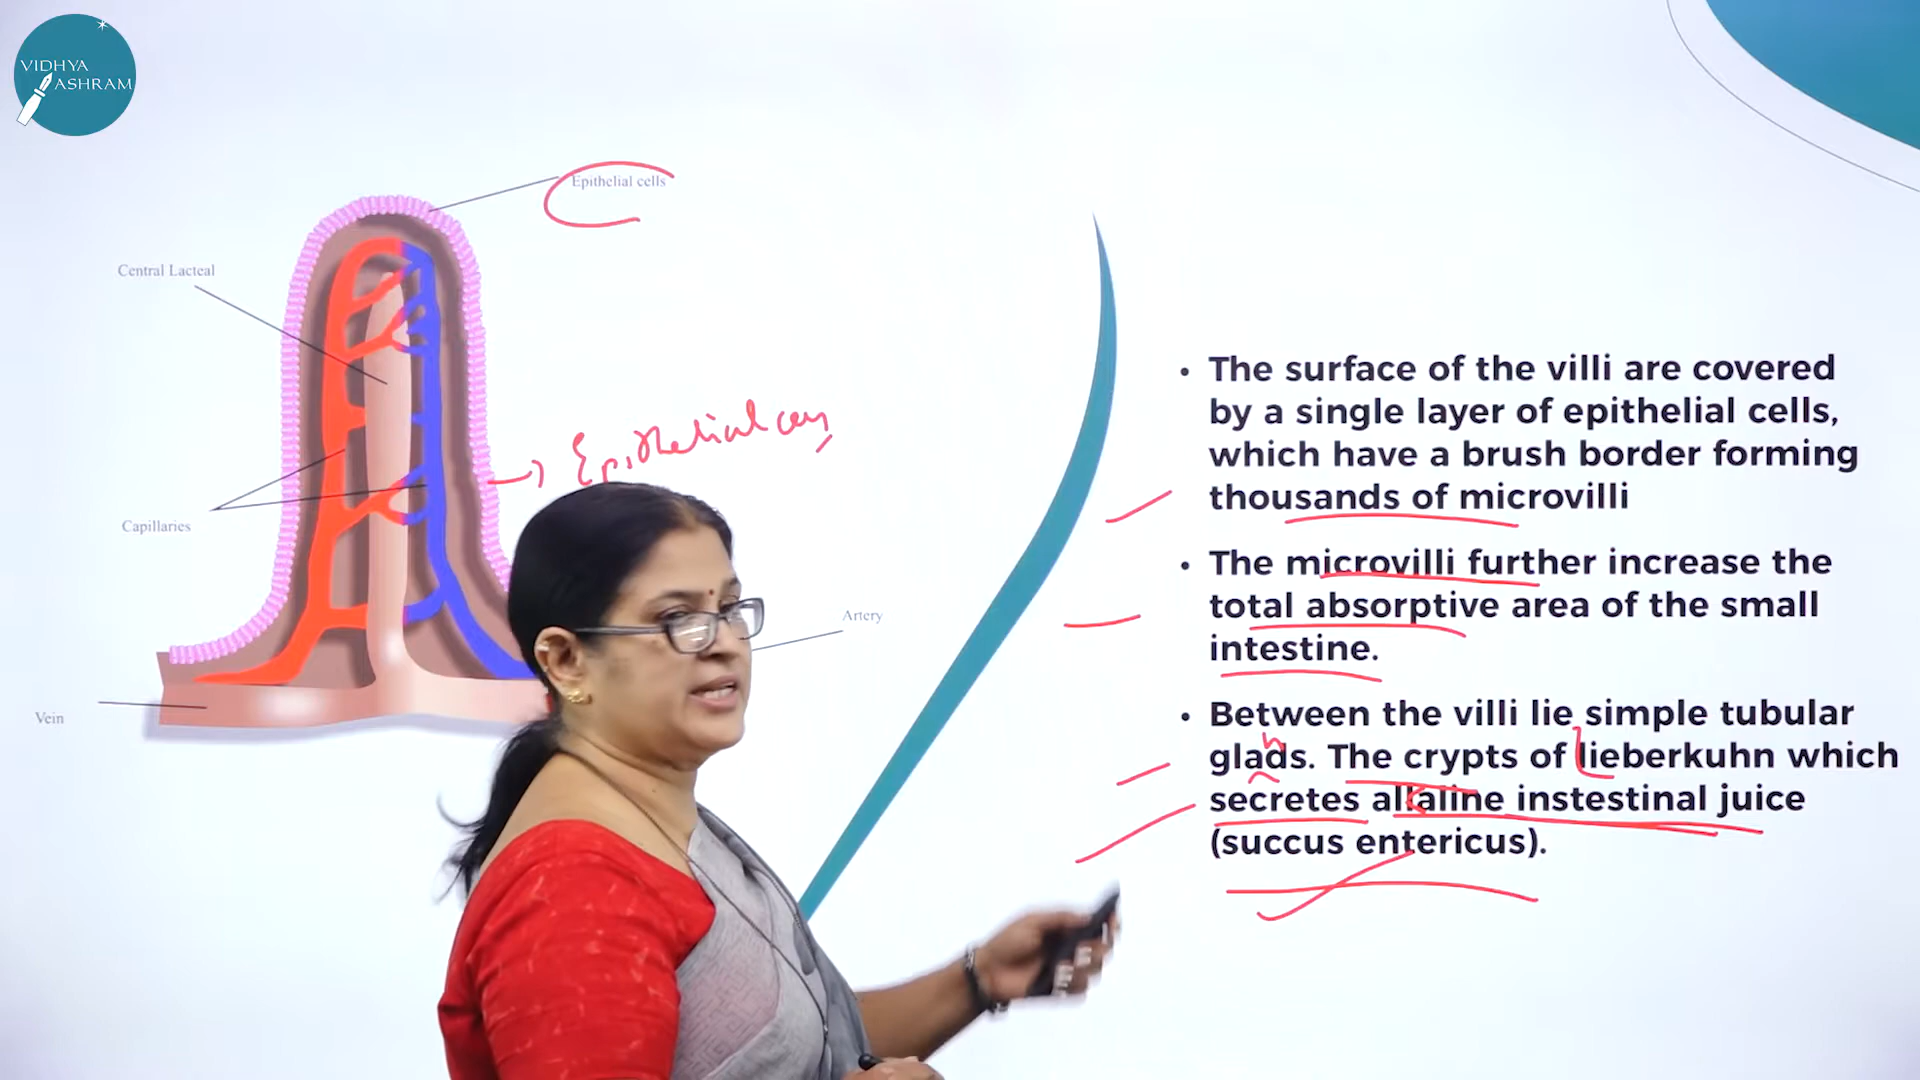 VIDHYA
ASHRAM
Epithelial cells
Central Lacteal
Epithelial cells
Capillaries
Artery
Vein
• The surface of the villi are covered
by a single layer of epithelial cells,
which have a brush border forming
thousands of microvilli
• The microvilli further increase the
total absorptive area of the small
intestine.
• Between the villi lie simple tubular
n
glads. The crypts of lieberkuhn which
secretes alkaline instestinal juice
(succus entericus).